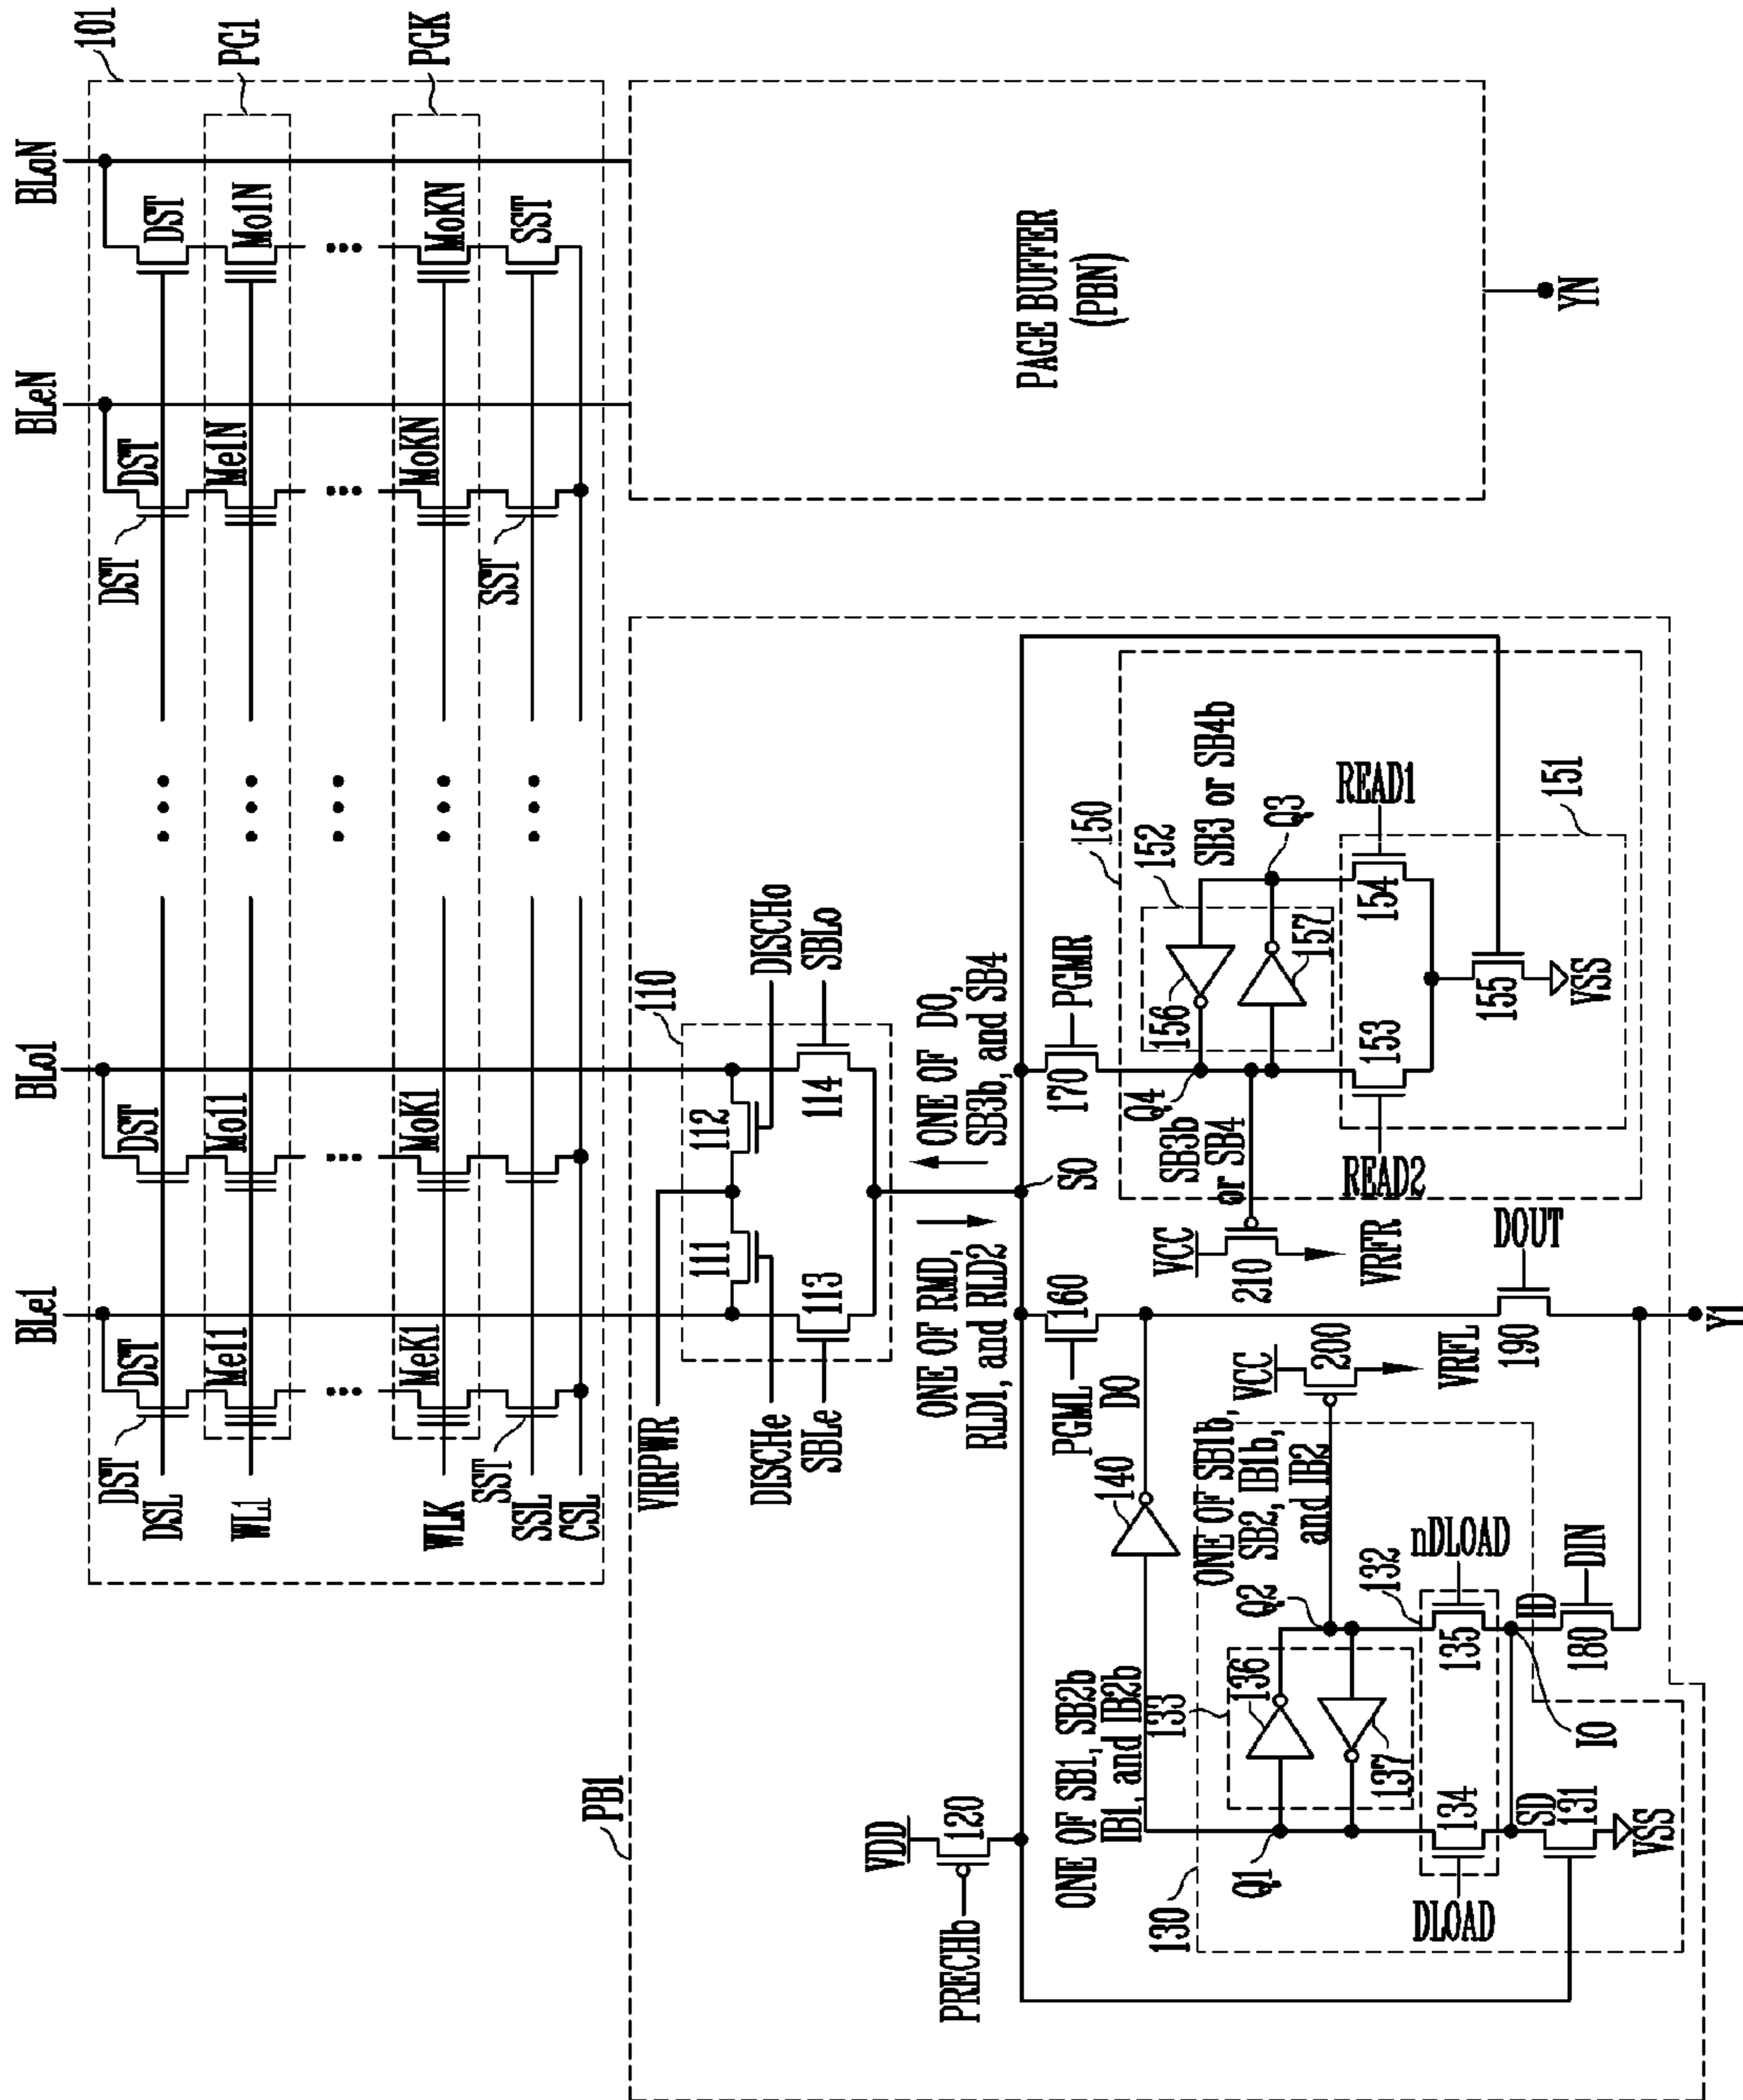 101
PG1
PGK
BLe1
BLo1
BLeN
BLoN
DST
DST
DST
DST
DST
DST
DSL
Me11
Mo11
Me1N
Mo1N
WL1
MeK1
MoK1
MoKN
MoKN
WLK
SST
SST
SST
SSL
CSL
PB1
110
VIRPWR
111
112
DISCHe
DISCHo
113
114
SBLe
SBLo
PAGE BUFFER
(PBN)
YN
VDD
120
PRECHb
ONE OF RMD,
RLD1, and RLD2
ONE OF DO,
SB3b, and SB4
SO
PGML
160
170
PGMR
ONE OF SB1, SB2b
IB1, and IB2b
140
DO
130
133
Q1
136
137
Q2
ONE OF SB1b,
SB2, IB1b,
and IB2
VCC
200
VRFL
132
134
135
DLOAD
nDLOAD
SD
131
VSS
ID
IO
180
DIN
190
DOUT
Y1
VCC
210
VRFR
Q4
SB3b
or SB4
150
152
156
157
SB3 or SB4b
Q3
READ2
153
154
READ1
155
VSS
151